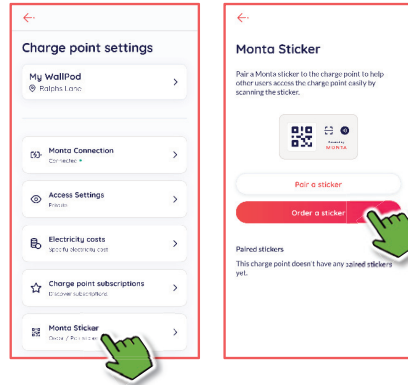 Charge point settings
My WallPod
Ralphs Lane
Monta Connection
Connected
Access Settings
Private
Electricity costs
Specify electricity cost
Charge point subscriptions
Discover subscriptions
Monta Sticker
Order / Pair
Monta Sticker
Pair a Monta sticker to the charge point to help
other users access the charge point easily by
scanning the sticker.
MONTA
Pair a sticker
Order a sticker
Paired stickers
This charge point doesn't have any paired stickers
yet.